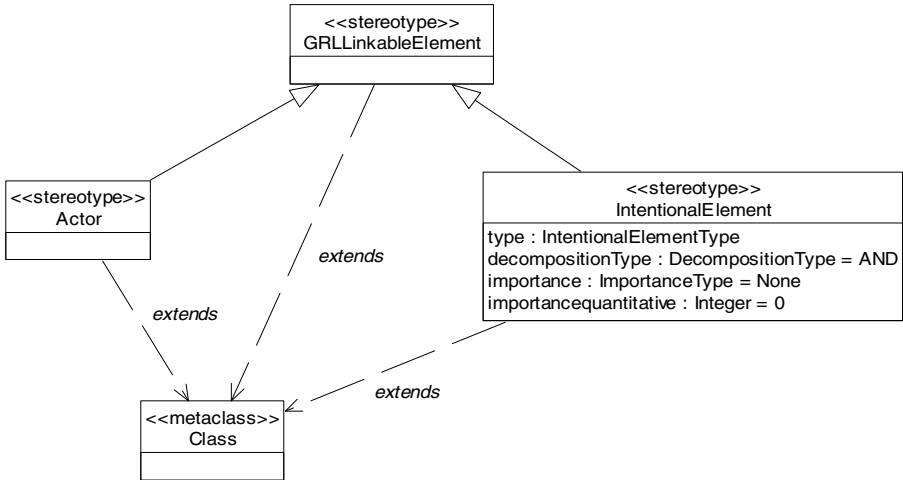 <<stereotype>>
GRLLinkableElement
<<stereotype>>
Actor
<<stereotype>>
IntentionalElement
type : IntentionalElementType
decompositionType : DecompositionType = AND
importance : ImportanceType = None
importancequantitative : Integer = 0
extends
extends
extends
<<metaclass>>
Class